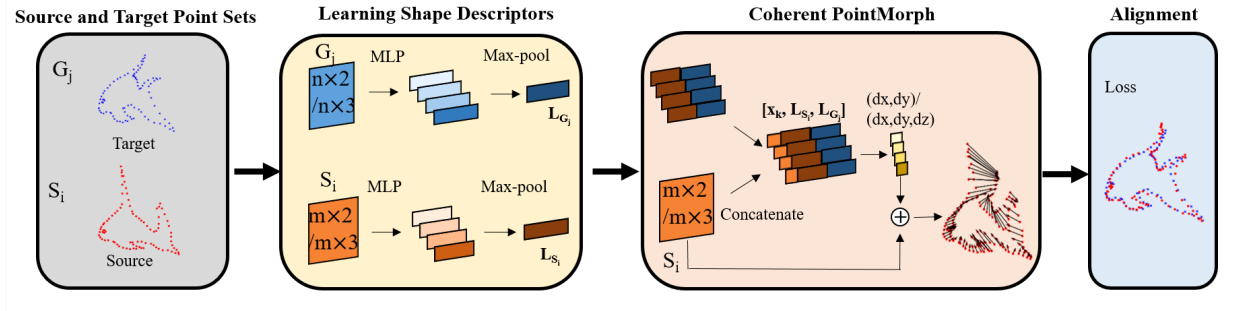 Source and Target Point Sets
Learning Shape Descriptors
Coherent PointMorph
Alignment
Gj
Target
Si
Source
Gj
n×2
/n×3
MLP
Max-pool
LGj
Si
m×2
/m×3
MLP
Max-pool
LSi
[xk, LSi, LGj]
(dx,dy)/
(dx,dy,dz)
m×2
/m×3
Concatenate
Si
Loss